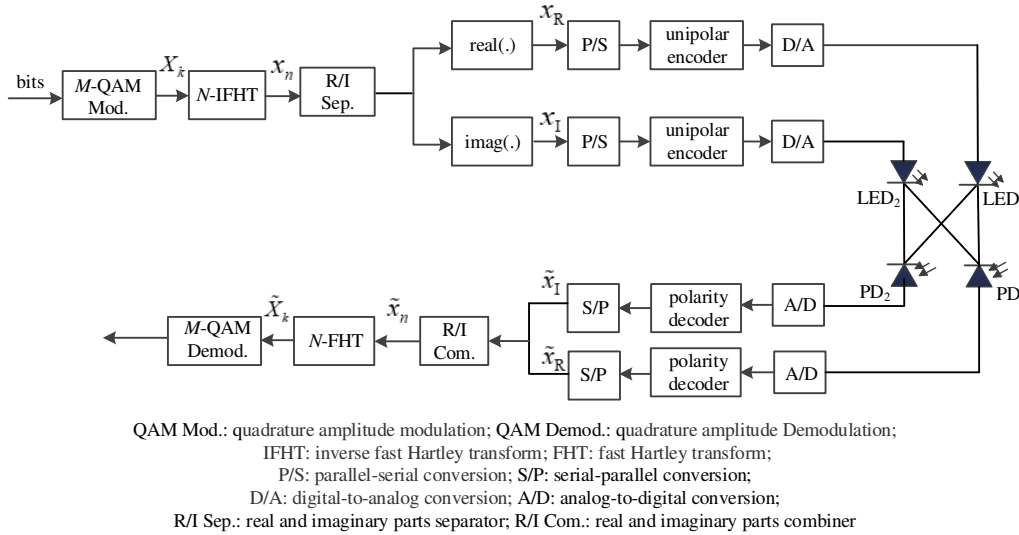 bits
M-QAM
Mod.
X_k
N-IFHT
x_n
R/I
Sep.
real(.)
x_R
P/S
unipolar
encoder
D/A
imag(.)
x_I
P/S
unipolar
encoder
D/A
LED₂
LED
PD₂
PD
A/D
polarity
decoder
S/P
x̃_I
A/D
polarity
decoder
S/P
x̃_R
R/I
Com.
x̃_n
N-FHT
X̃_k
M-QAM
Demod.
QAM Mod.: quadrature amplitude modulation; QAM Demod.: quadrature amplitude Demodulation;
IFHT: inverse fast Hartley transform; FHT: fast Hartley transform;
P/S: parallel-serial conversion; S/P: serial-parallel conversion;
D/A: digital-to-analog conversion; A/D: analog-to-digital conversion;
R/I Sep.: real and imaginary parts separator; R/I Com.: real and imaginary parts combiner